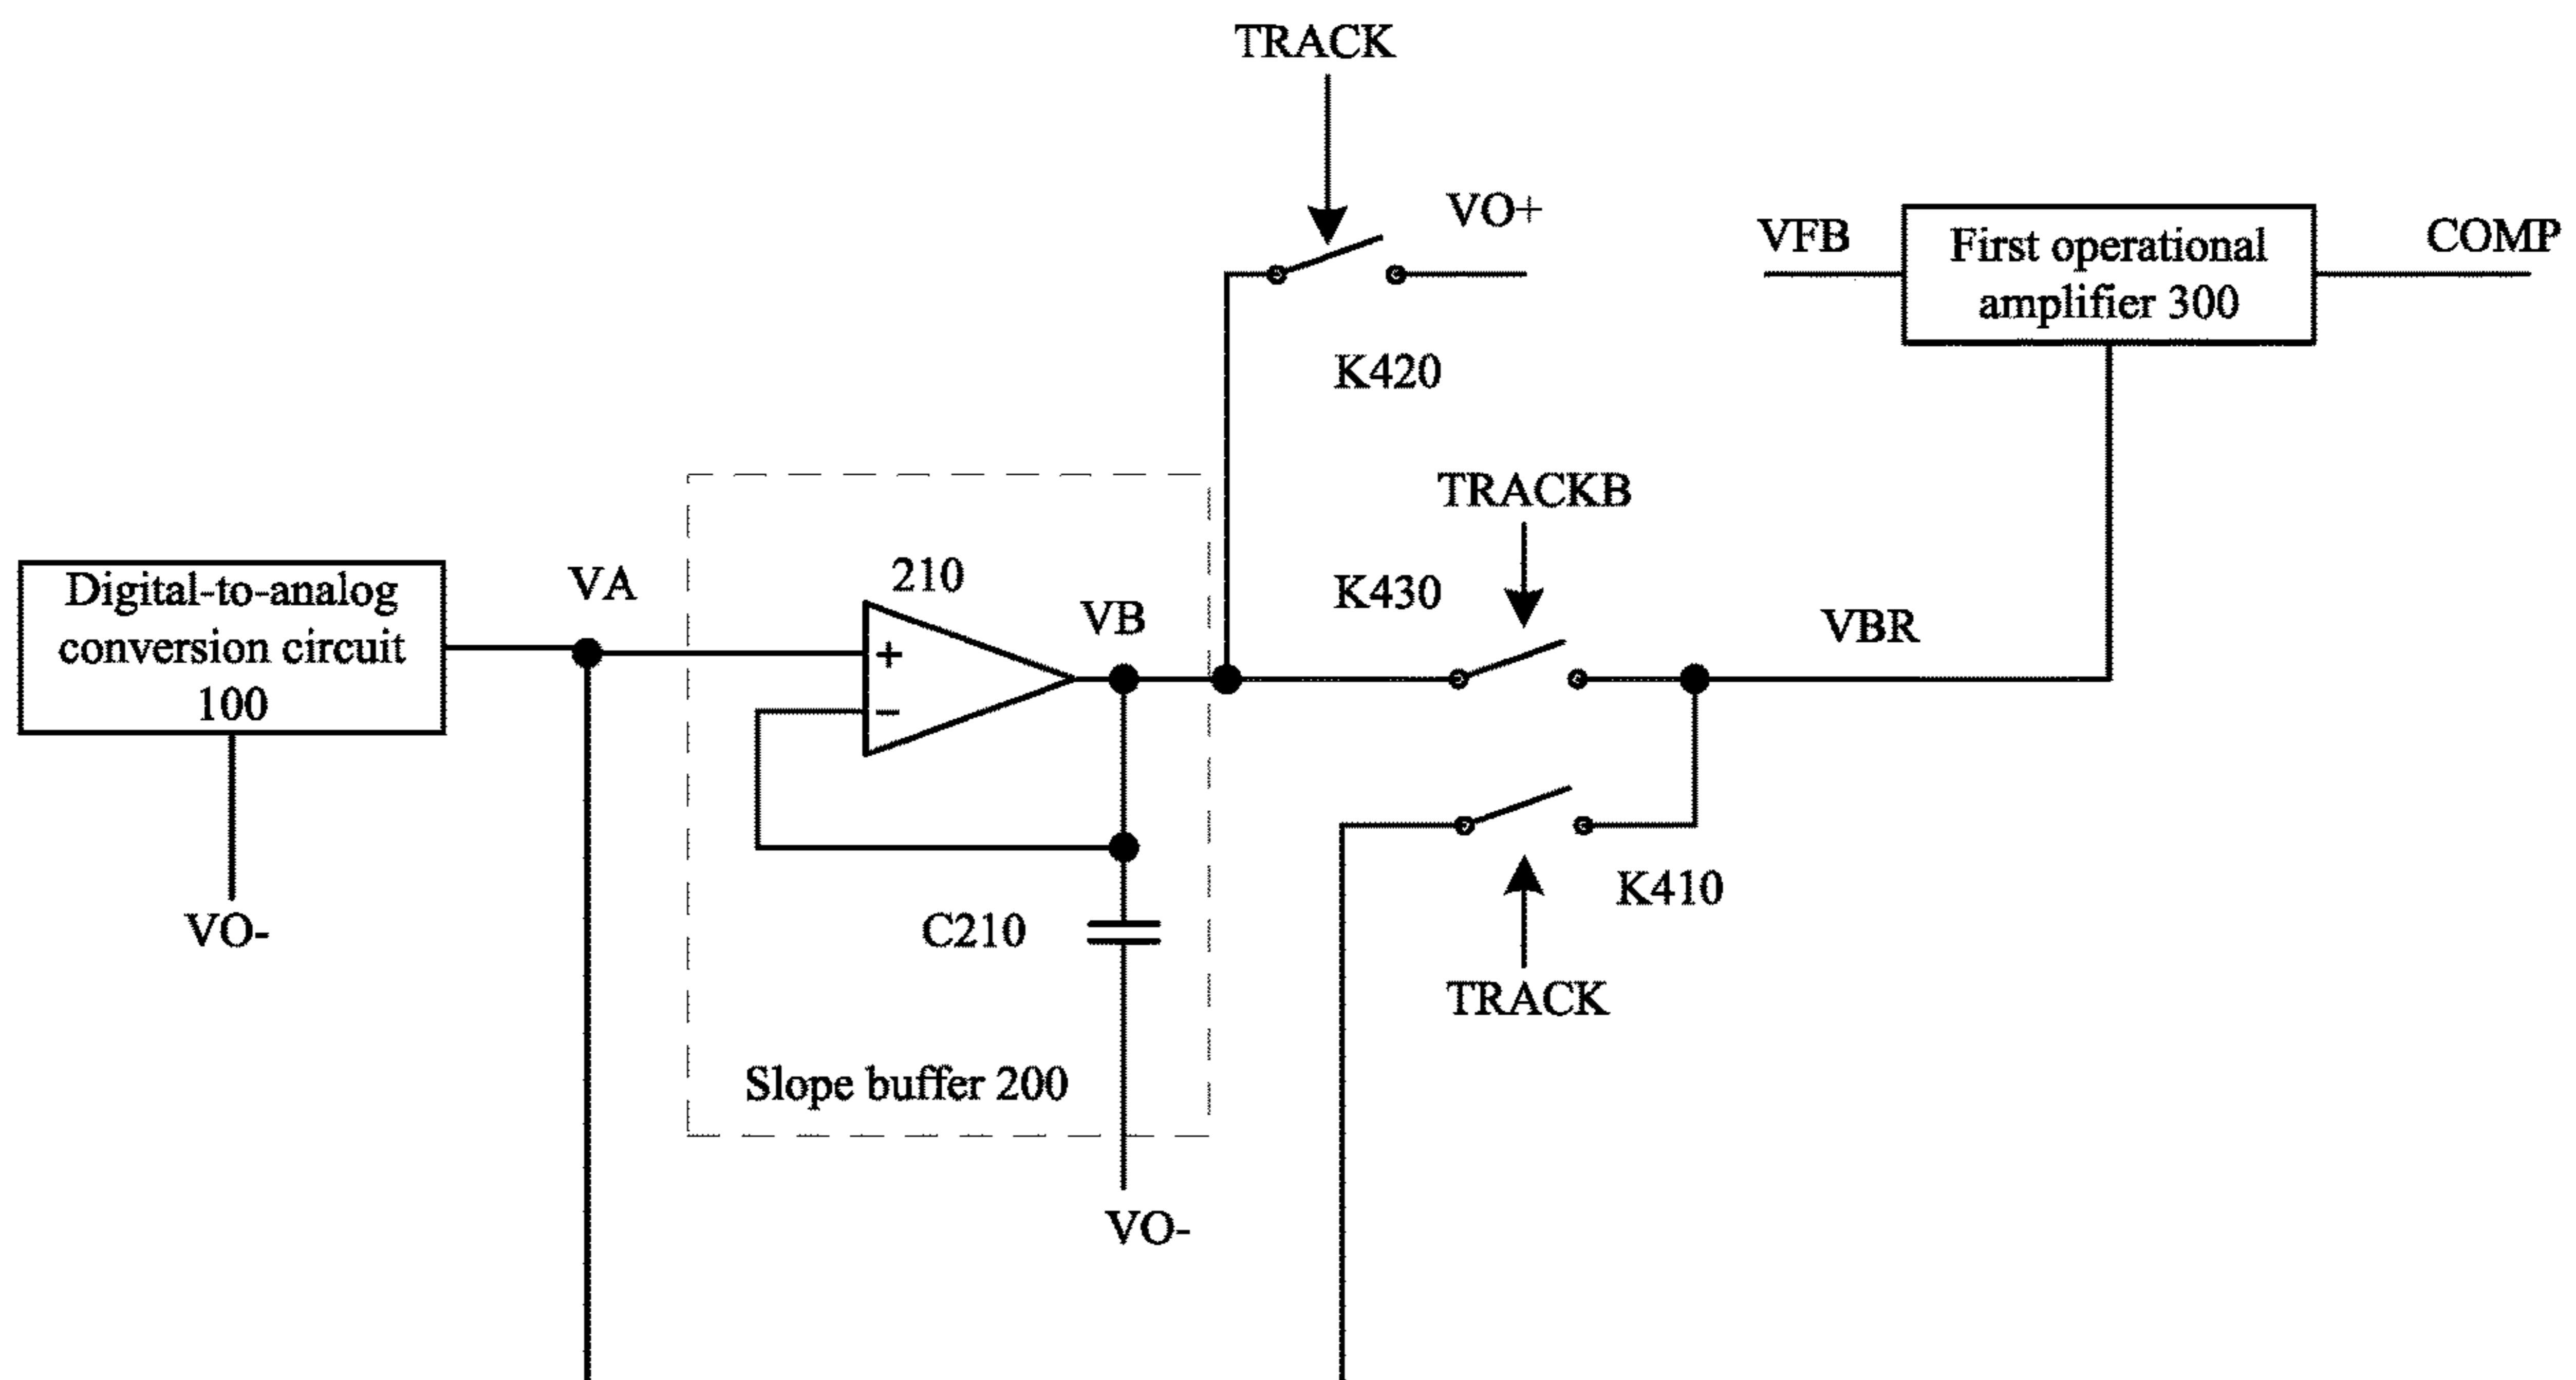 TRACK
VO+
VFB
First operational
amplifier 300
COMP
K420
TRACKB
K430
VBR
Digital-to-analog
conversion circuit
100
VA
210
+
−
VB
VO-
C210
K410
TRACK
Slope buffer 200
VO-